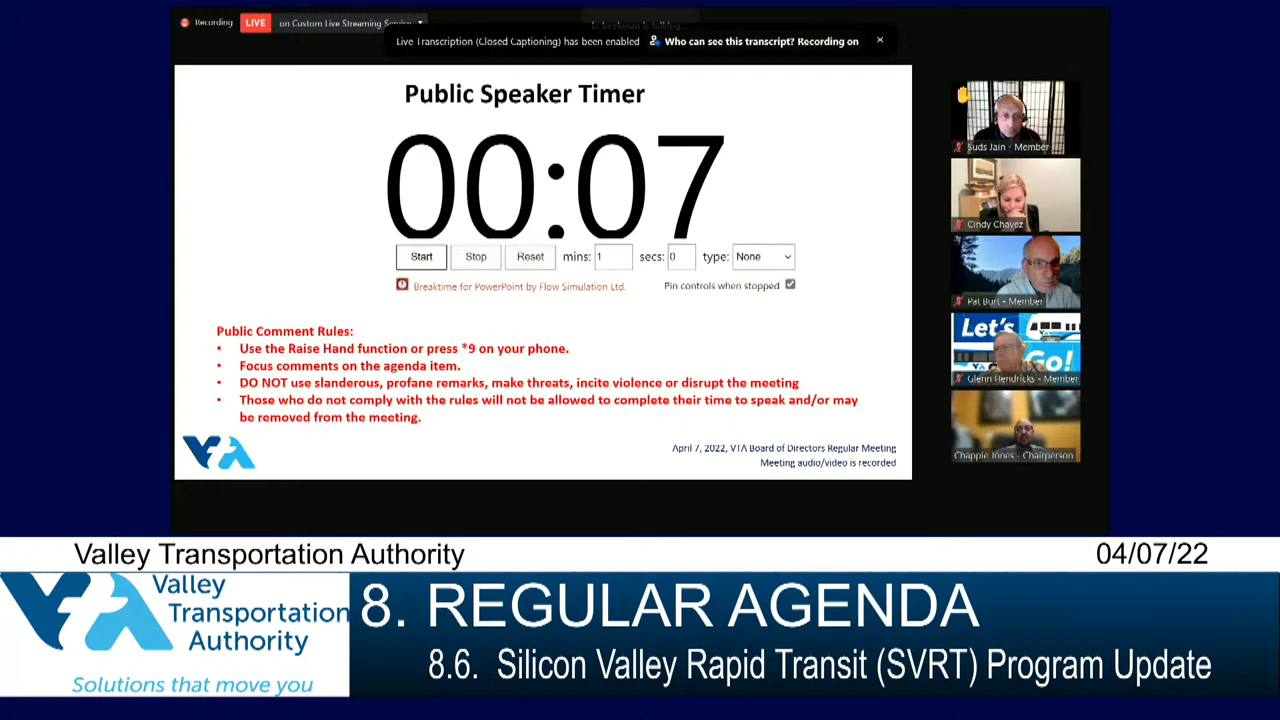 Recording
LIVE
on Custom Live Streaming Service
is talking...
Live Transcription (Closed Captioning) has been enabled
Who can see this transcript? Recording on
Public Speaker Timer
00:07
Start
Stop
Reset
mins:
1
secs:
0
type:
None
Breaktime for PowerPoint by Flow Simulation Ltd.
Pin controls when stopped
Public Comment Rules:
• Use the Raise Hand function or press *9 on your phone.
• Focus comments on the agenda item.
• DO NOT use slanderous, profane remarks, make threats, incite violence or disrupt the meeting
• Those who do not comply with the rules will not be allowed to complete their time to speak and/or may
be removed from the meeting.
VTA
April 7, 2022, VTA Board of Directors Regular Meeting
Meeting audio/video is recorded
Suds Jain - Member
Cindy Chavez
Pat Burt - Member
Let's
Go!
Glenn Hendricks - Member
Chappie Jones - Chairperson
Valley Transportation Authority
04/07/22
VTA
Valley
Transportation
Authority
Solutions that move you
8. REGULAR AGENDA
8.6. Silicon Valley Rapid Transit (SVRT) Program Update